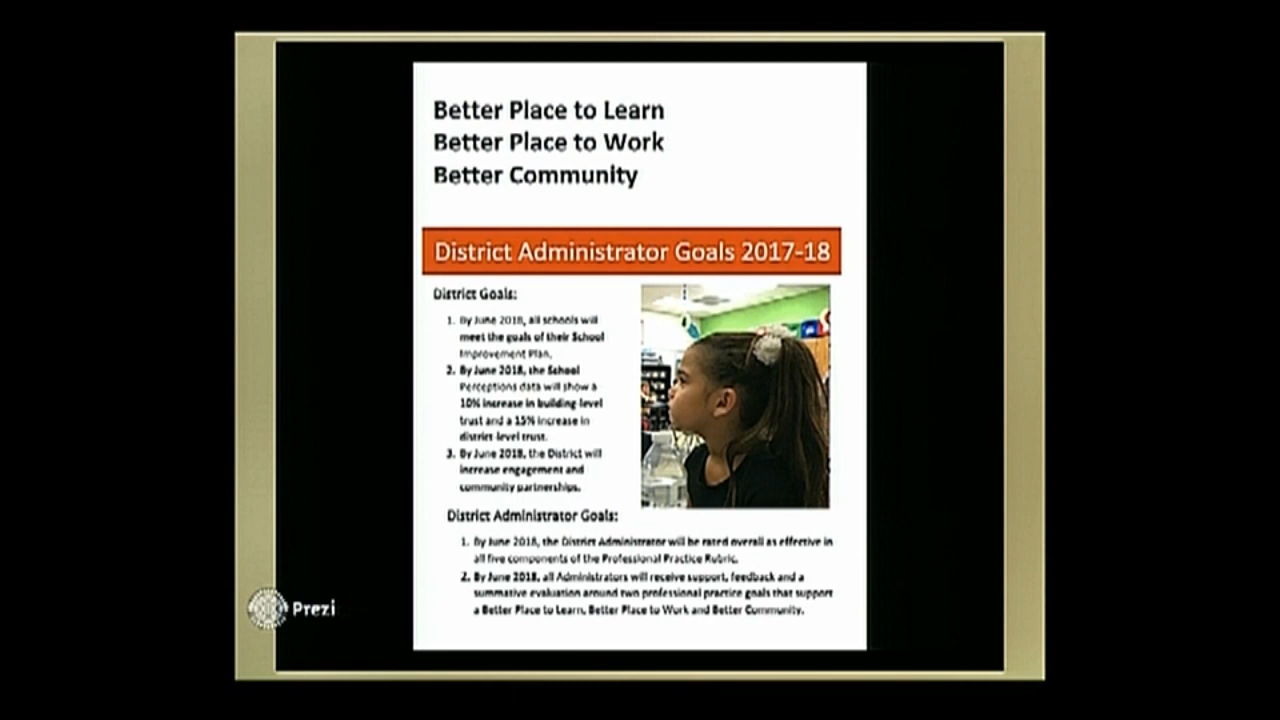 Better Place to Learn
Better Place to Work
Better Community
District Administrator Goals 2017-18
District Goals:
1. By June 2018, all schools will
meet the goals of their School
Improvement Plan.
2. By June 2018, the School
Perceptions data will show a
10% increase in building-level
trust and a 15% increase in
district-level trust.
3. By June 2018, the District will
increase engagement and
community partnerships.
District Administrator Goals:
1. By June 2018, the District Administrator will be rated overall as effective in
all five components of the Professional Practice Rubric.
2. By June 2018, all Administrators will receive support, feedback and a
summative evaluation around two professional practice goals that support
a Better Place to Learn, Better Place to Work and Better Community.
Prezi